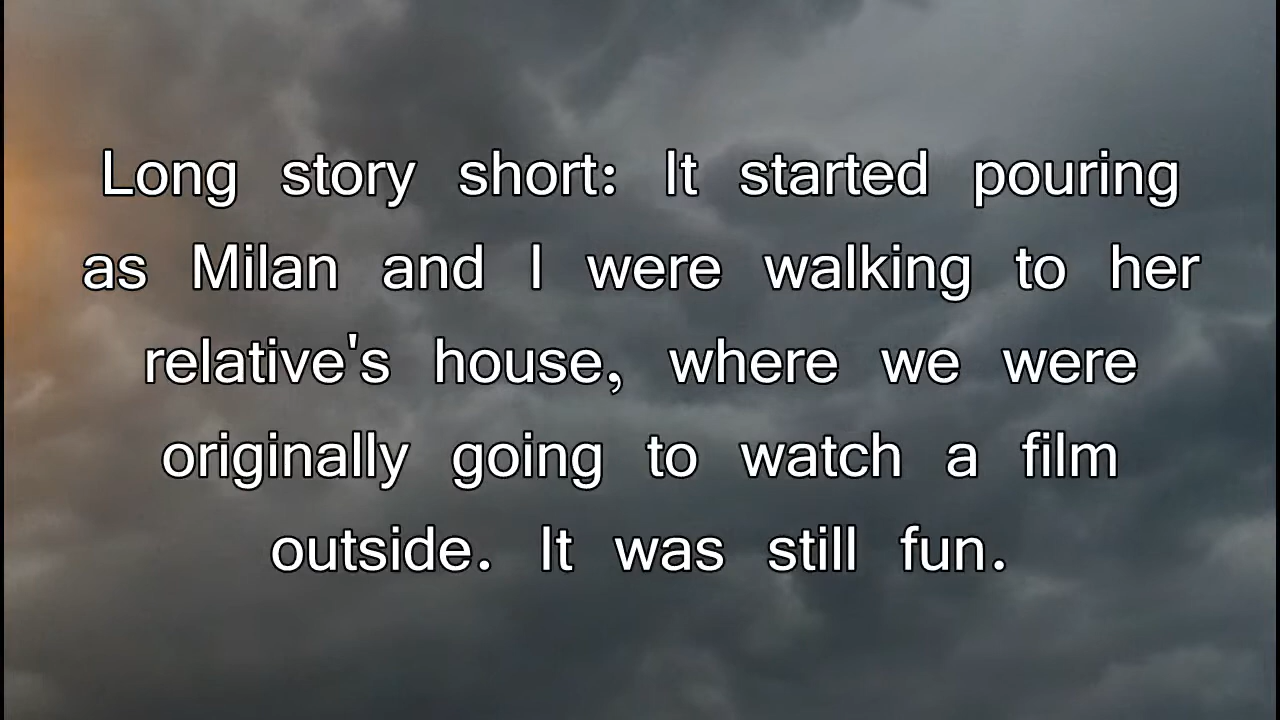 Long story short: It started pouring
as Milan and I were walking to her
relative's house, where we were
originally going to watch a film
outside. It was still fun.